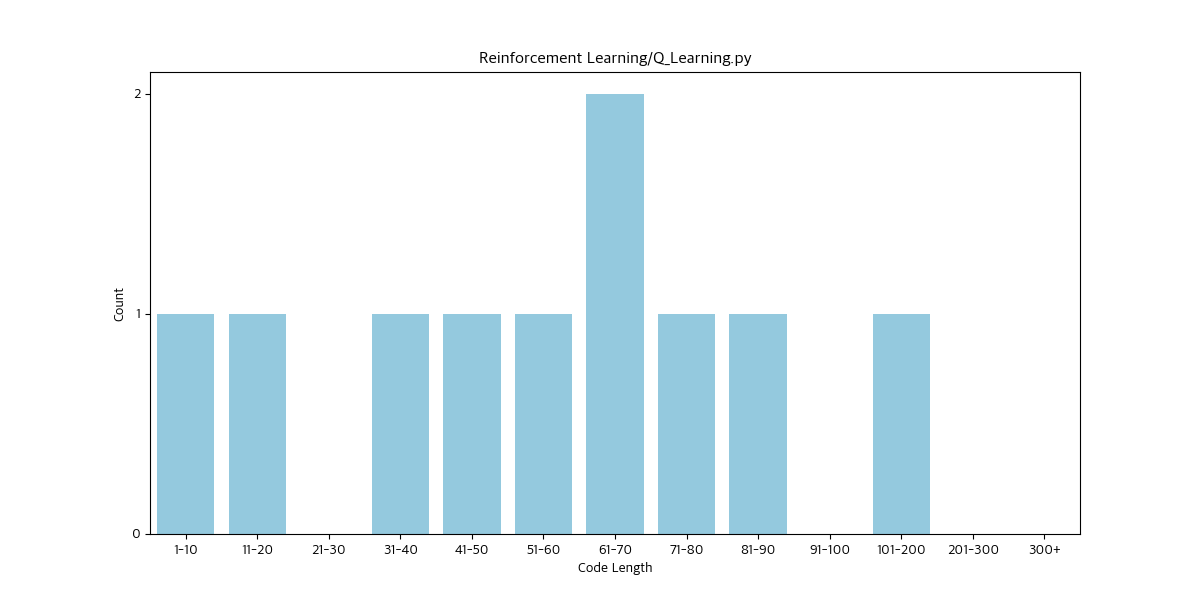 Reinforcement Learning/Q_Learning.py
2
1
0
Count
1-10 11-20 21-30 31-40 41-50 51-60 61-70 71-80 81-90 91-100 101-200 201-300 300+
Code Length